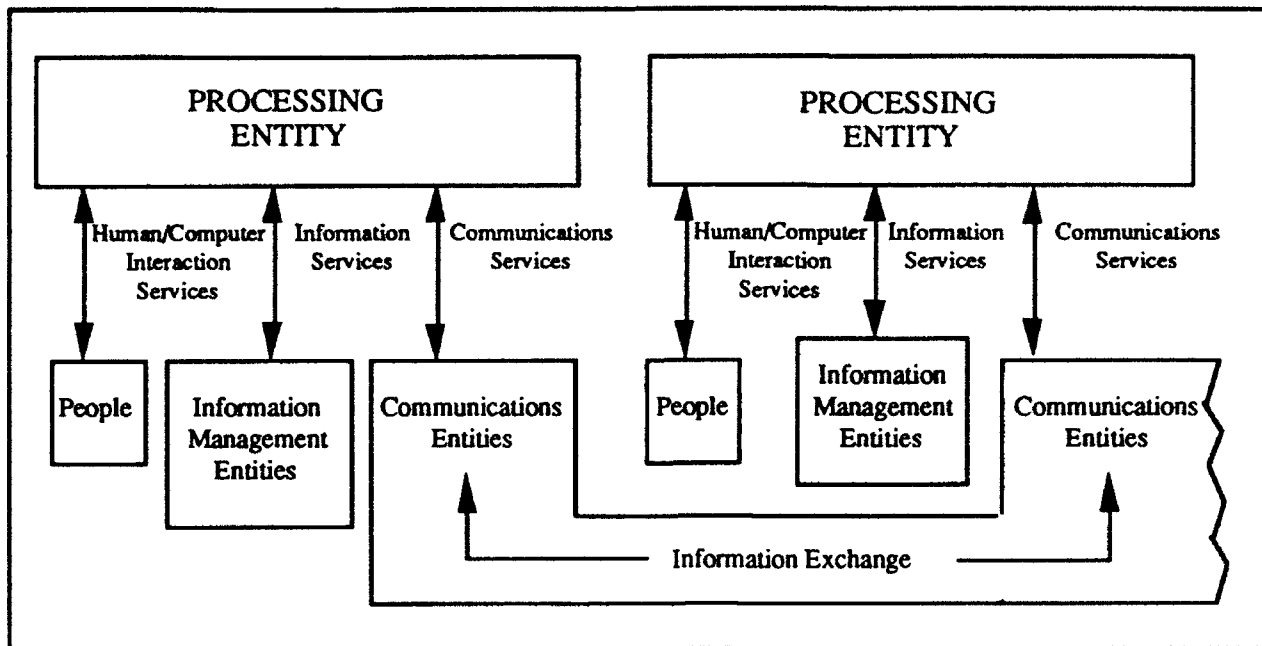 PROCESSING
ENTITY
PROCESSING
ENTITY
Human/Computer
Interaction
Services
Information
Services
Communications
Services
Human/Computer
Interaction
Services
Information
Services
Communications
Services
People
Information
Management
Entities
Communications
Entities
People
Information
Management
Entities
Communications
Entities
Information Exchange